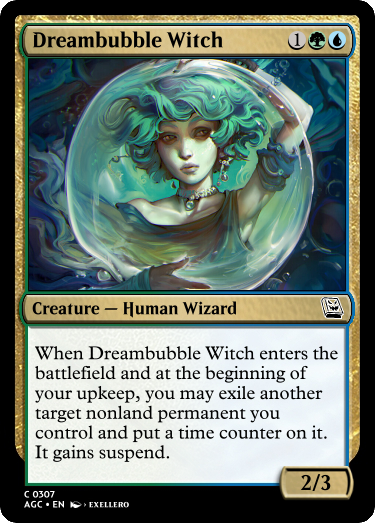 Dreambubble Witch 1
Creature — Human Wizard
When Dreambubble Witch enters the
battlefield and at the beginning of
your upkeep, you may exile another
target nonland permanent you
control and put a time counter on it.
It gains suspend.
2/3
C 0307
AGC • EN EXELLERO